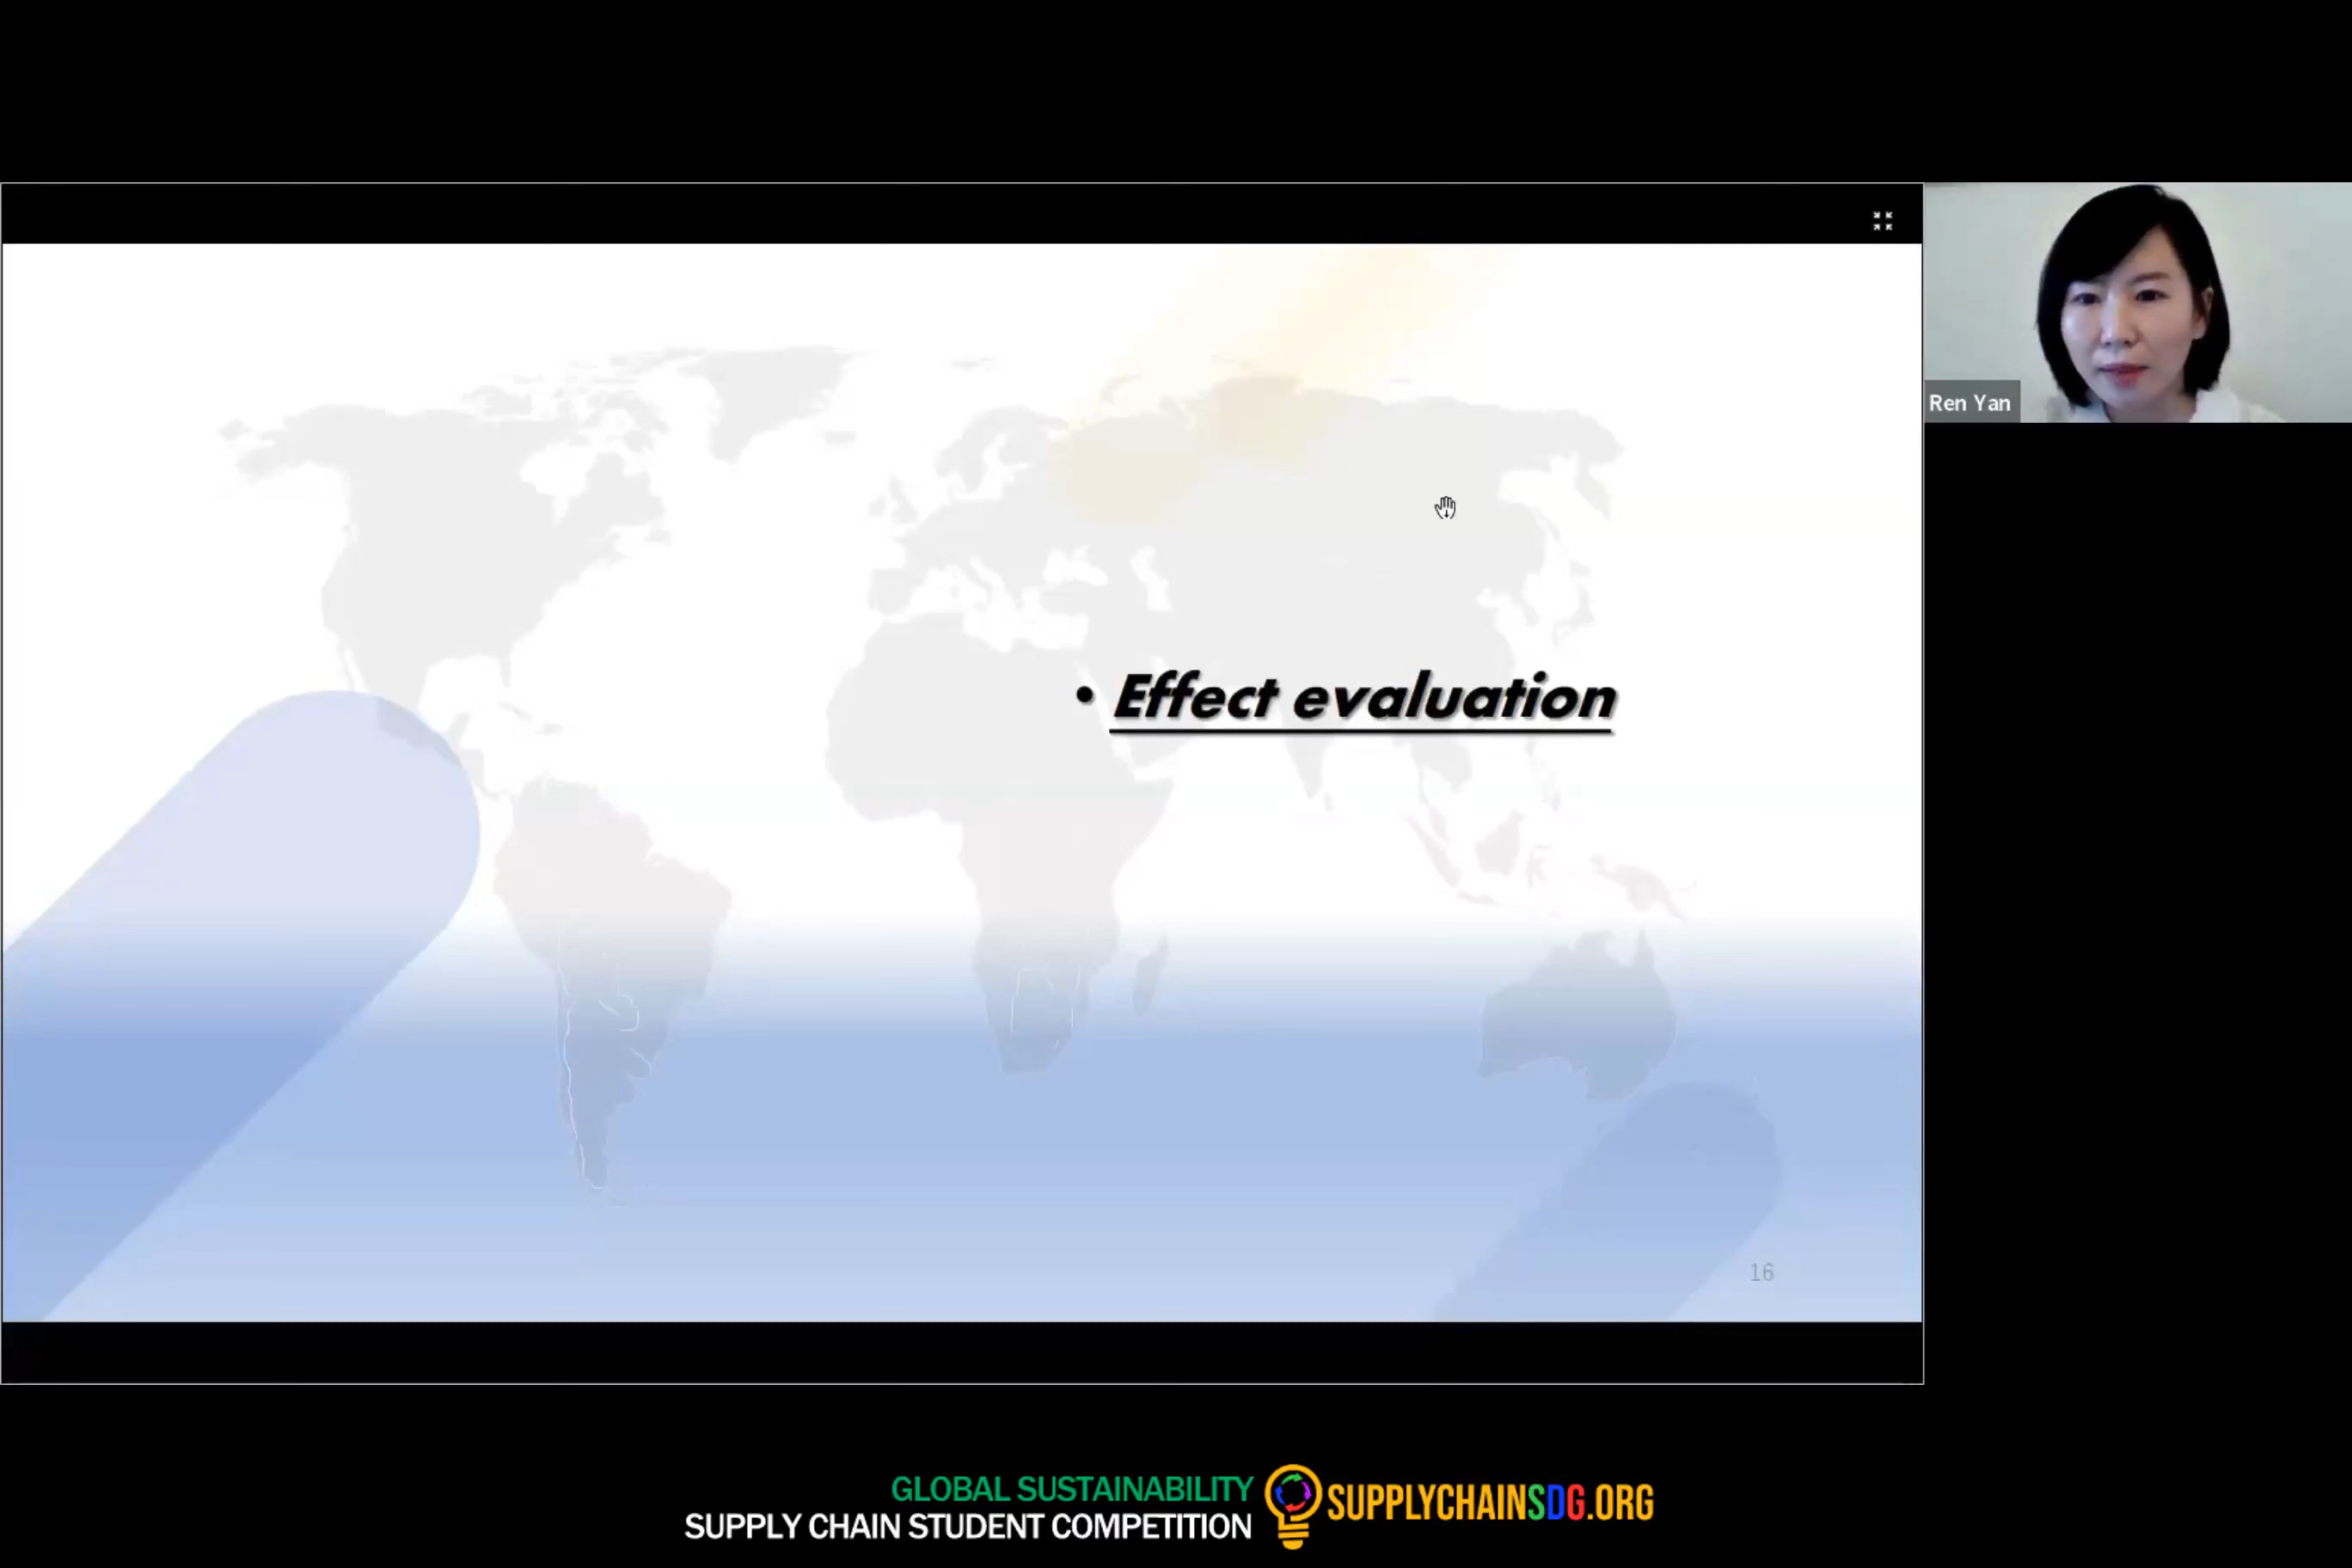 Ren Yan
• Effect evaluation
16
GLOBAL SUSTAINABILITY
SUPPLY CHAIN STUDENT COMPETITION
SUPPLYCHAINSDG.ORG